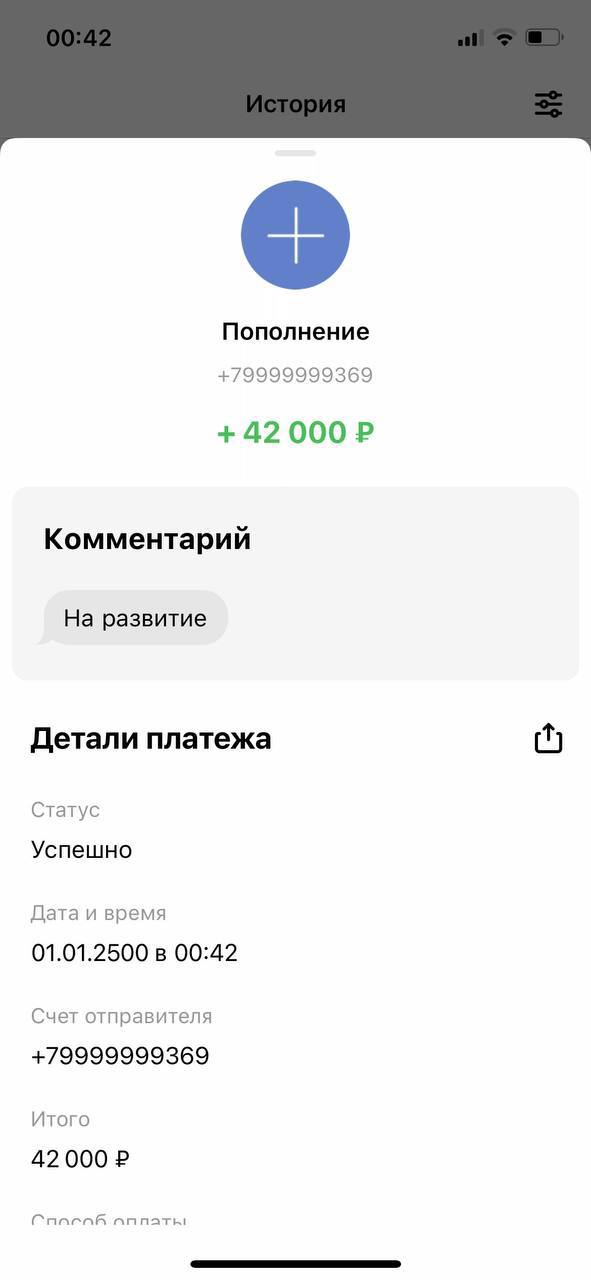 00:42
История
Пополнение
+79999999369
+ 42 000 ₽
Комментарий
На развитие
Детали платежа
Статус
Успешно
Дата и время
01.01.2500 в 00:42
Счет отправителя
+79999999369
Итого
42 000 ₽
Способ оплаты